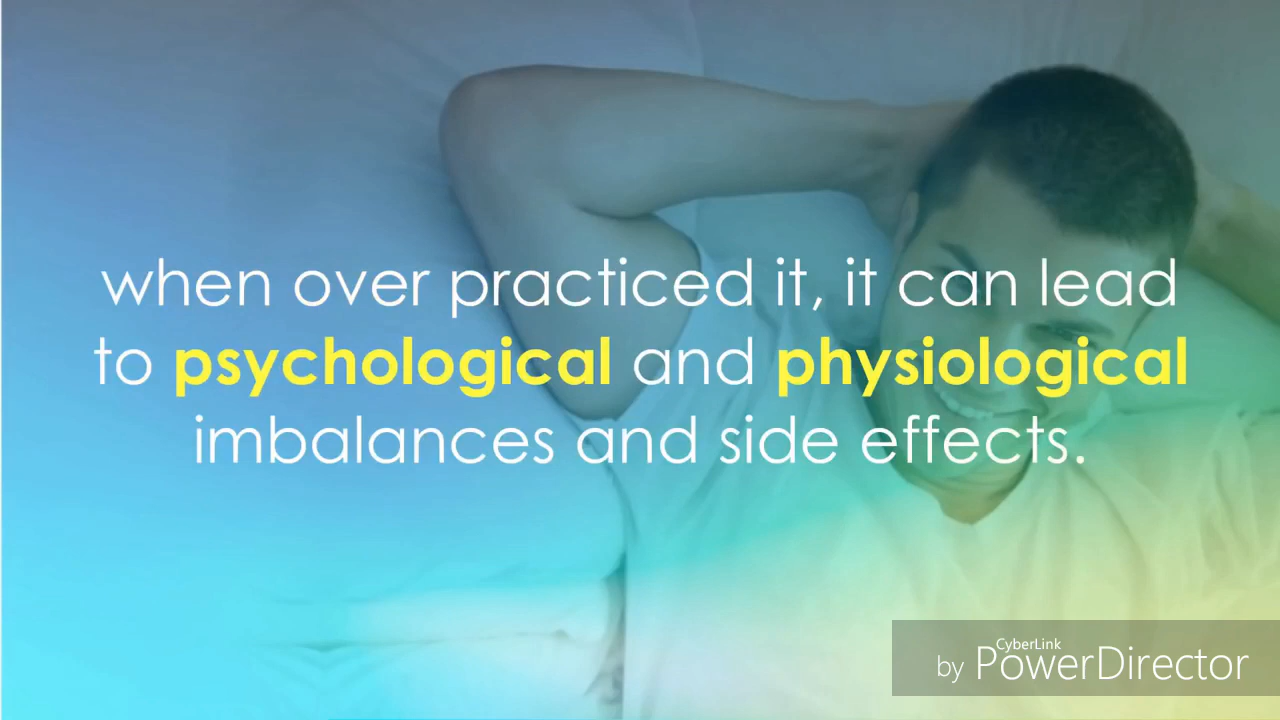 when over practiced it, it can lead
to psychological and physiological
imbalances and side effects.
CyberLink
by PowerDirector